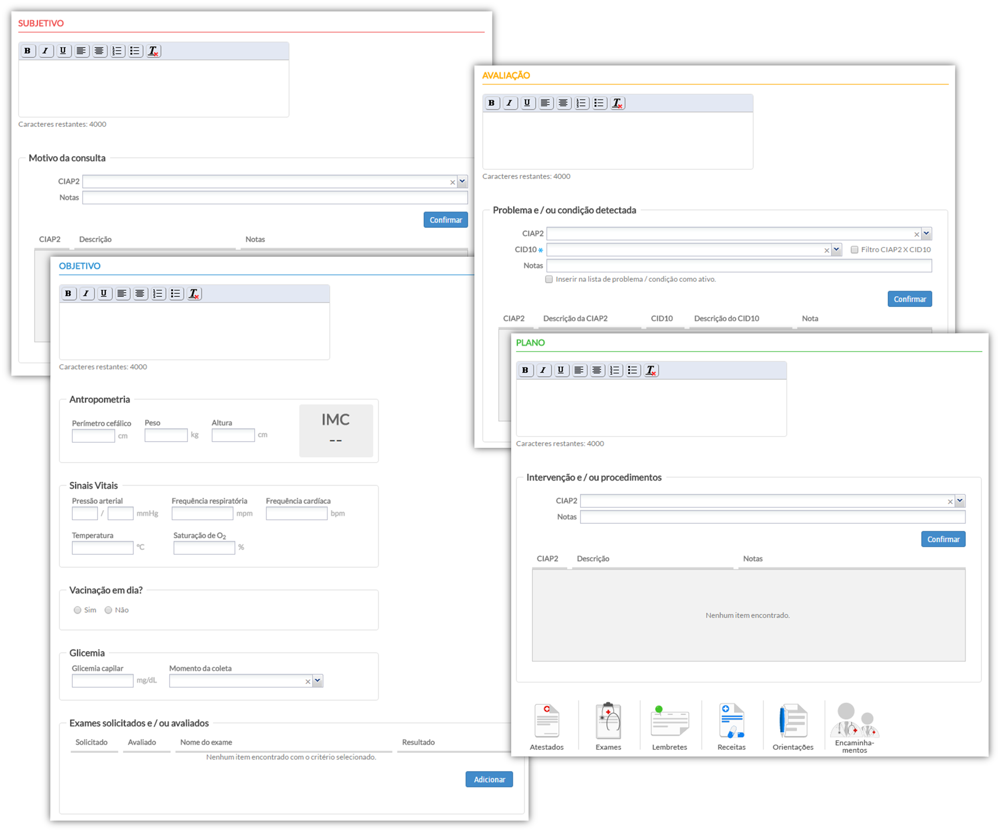 SUBJETIVO
B I U T
Caracteres restantes: 4000
Motivo da consulta
CIAP2
Notas
Confirmar
CIAP2 Descrição Notas
OBJETIVO
B I U T
Caracteres restantes: 4000
Antropometria
Perímetro cefálico Peso Altura
cm kg cm
IMC
--
Sinais Vitais
Pressão arterial Frequência respiratória Frequência cardíaca
/ mmHg mpm bpm
Temperatura Saturação de O₂
°C %
Vacinação em dia?
Sim Não
Glicemia
Glicemia capilar Momento da coleta
mg/dL
Exames solicitados e / ou avaliados
Solicitado Avaliado Nome do exame Resultado
Nenhum item encontrado com o critério selecionado.
Adicionar
AVALIAÇÃO
B I U T
Caracteres restantes: 4000
Problema e / ou condição detectada
CIAP2
CID10 * Filtro CIAP2 X CID10
Notas
Inserir na lista de problema / condição como ativo.
Confirmar
CIAP2 Descrição da CIAP2 CID10 Descrição do CID10 Nota
PLANO
B I U T
Caracteres restantes: 4000
Intervenção e / ou procedimentos
CIAP2
Notas
Confirmar
CIAP2 Descrição Notas
Nenhum item encontrado.
Atestados Exames Lembretes Receitas Orientações Encaminha-
mentos